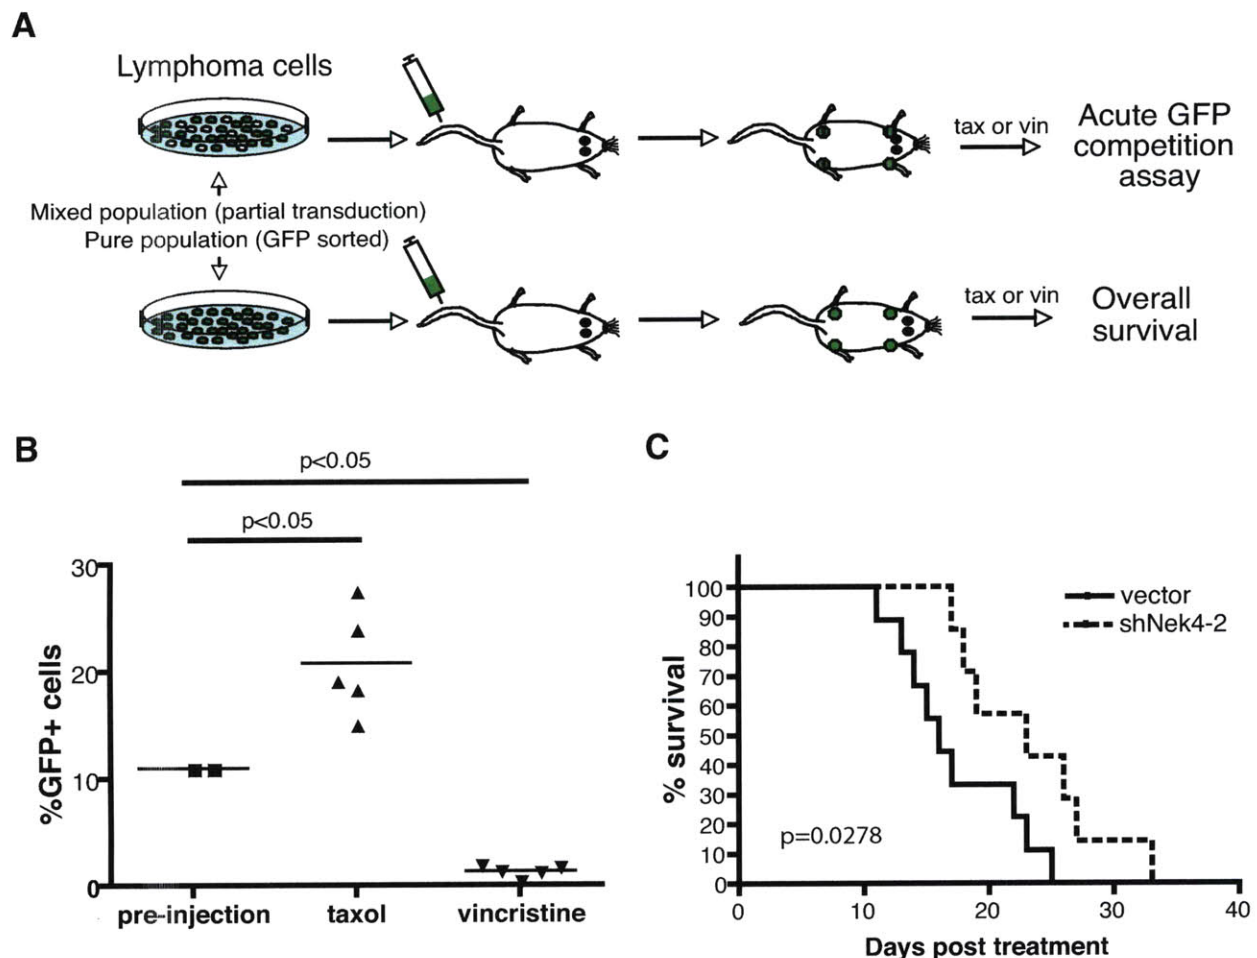 A
Lymphoma cells
tax or vin
Acute GFP
competition
assay
Mixed population (partial transduction)
Pure population (GFP sorted)
tax or vin
Overall
survival
B
p<0.05
p<0.05
30
20
10
0
%GFP+ cells
pre-injection
taxol
vincristine
C
100
90
80
70
60
50
40
30
20
10
0
% survival
vector
shNek4-2
p=0.0278
0
10
20
30
40
Days post treatment